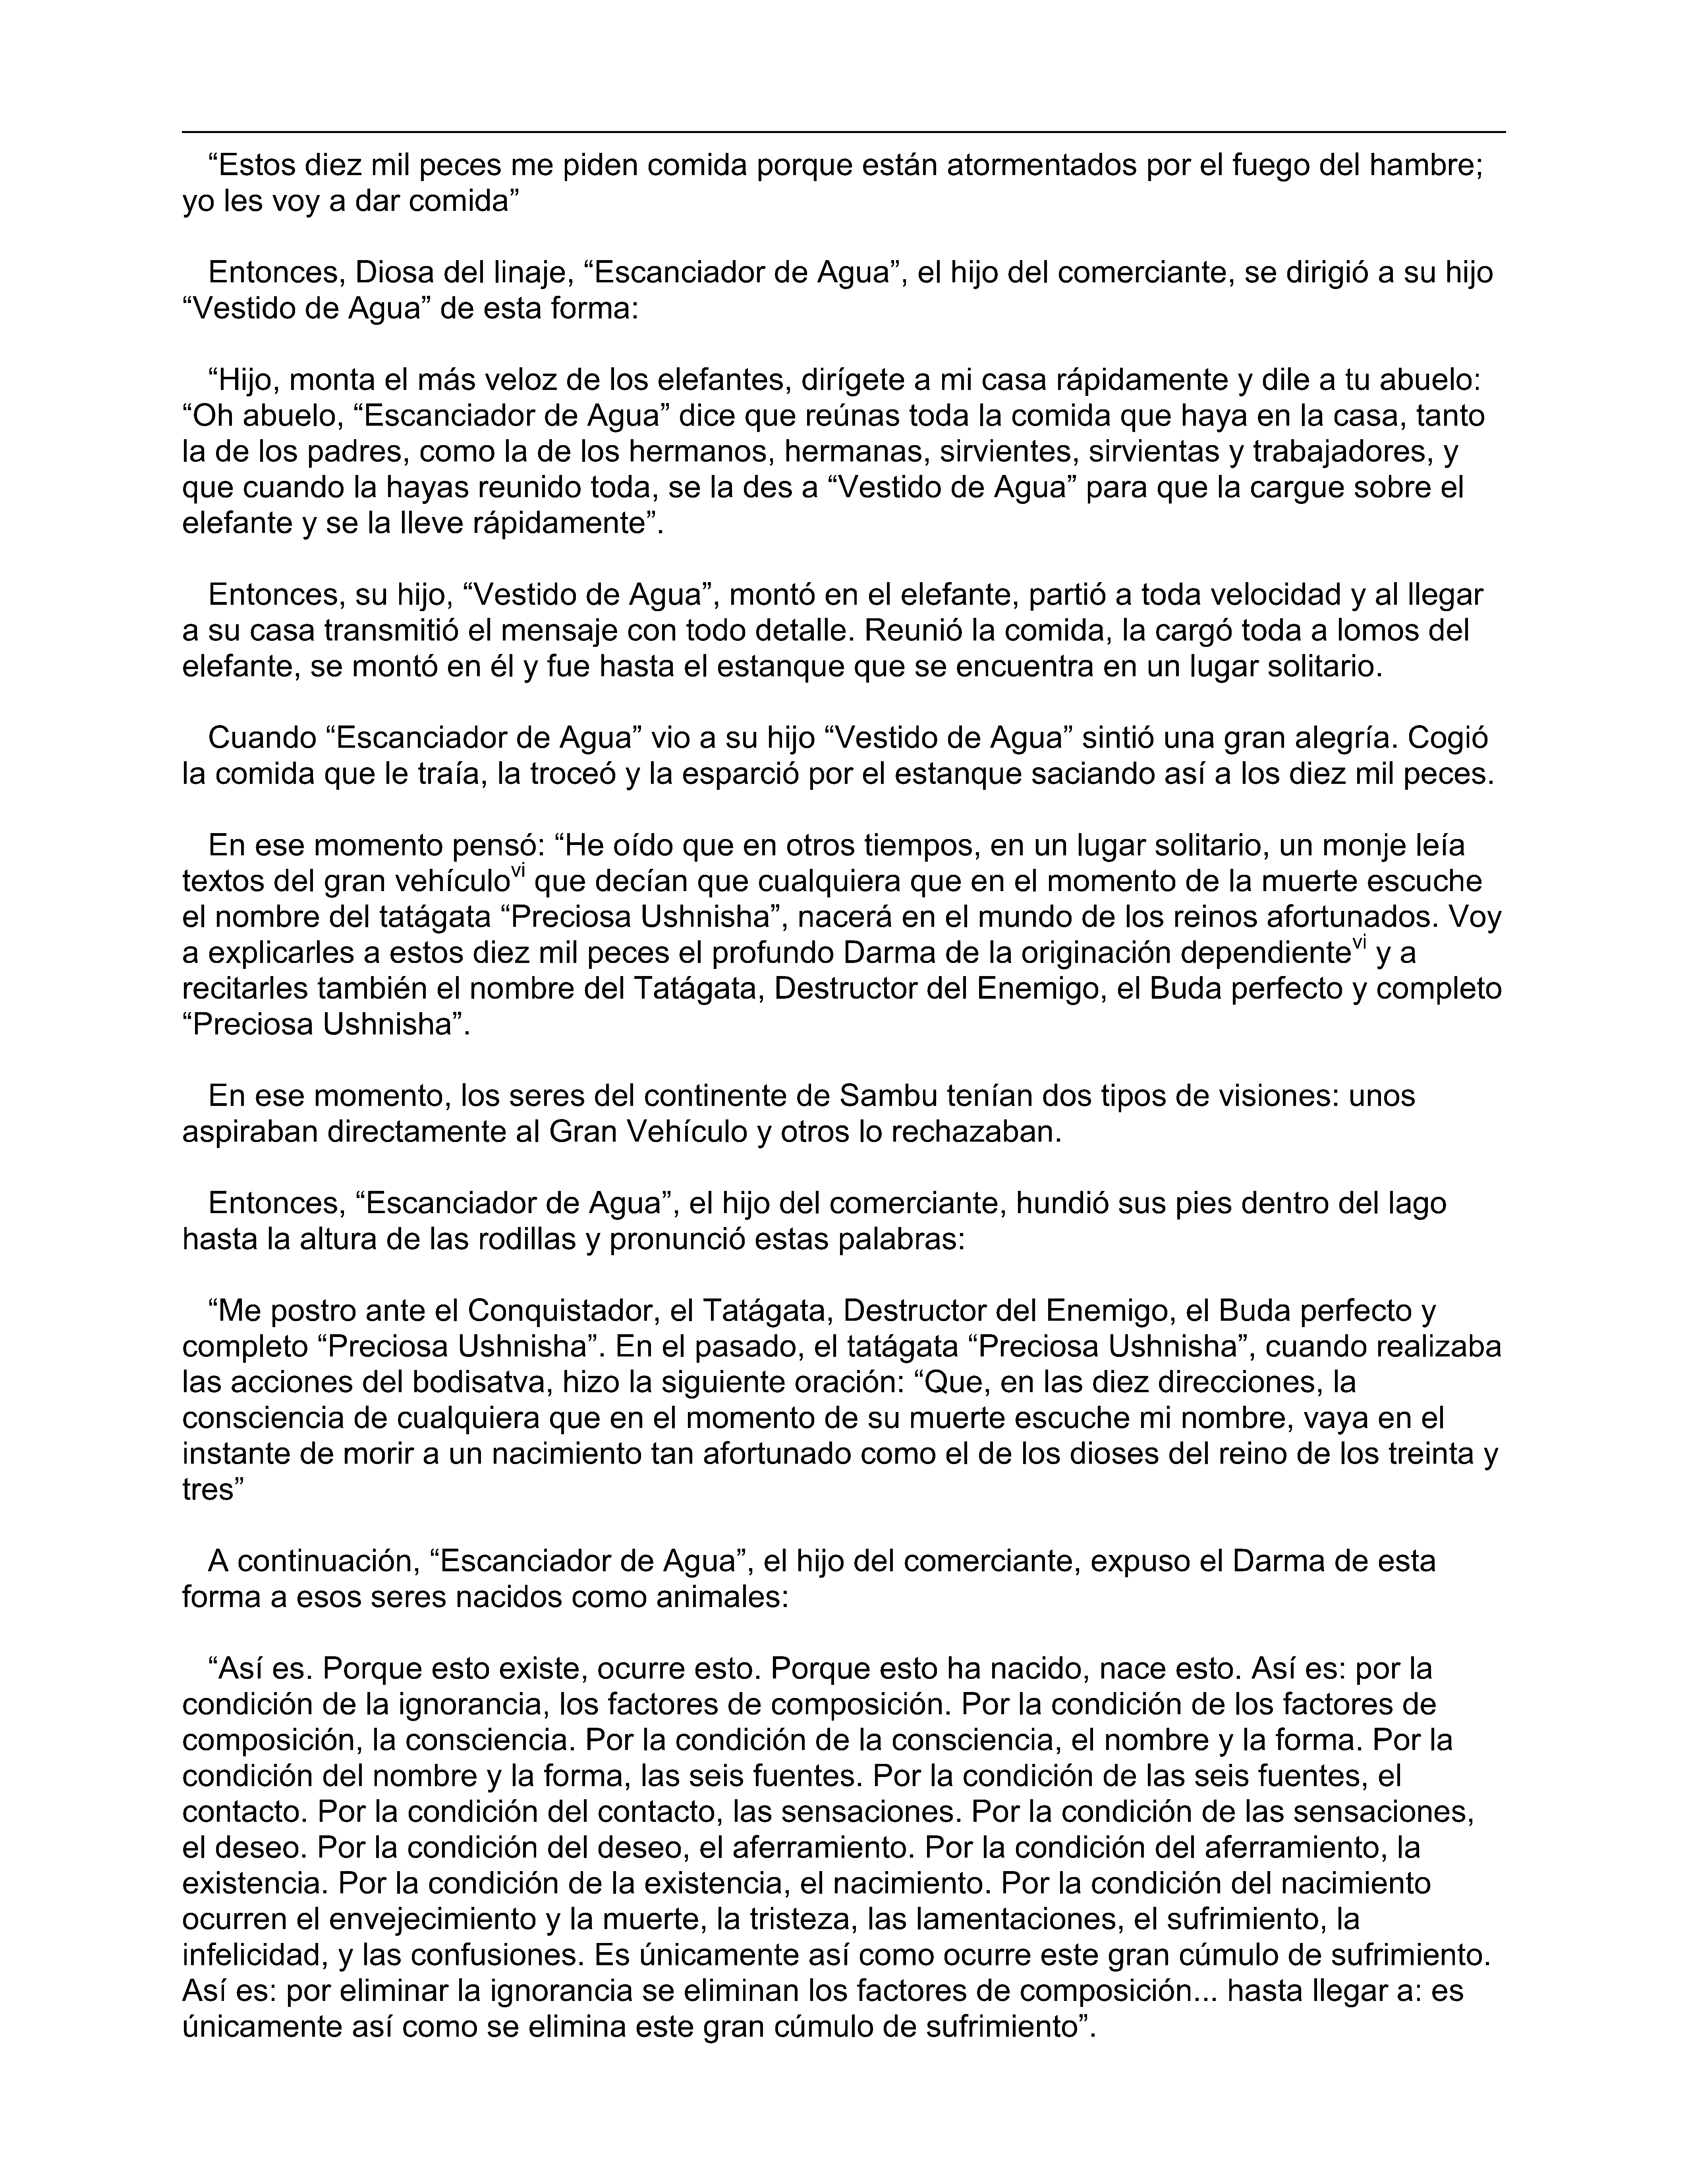 “Estos diez mil peces me piden comida porque están atormentados por el fuego del hambre;
yo les voy a dar comida”
Entonces, Diosa del linaje, “Escanciador de Agua”, el hijo del comerciante, se dirigió a su hijo
“Vestido de Agua” de esta forma:
“Hijo, monta el más veloz de los elefantes, dirígete a mi casa rápidamente y dile a tu abuelo:
“Oh abuelo, “Escanciador de Agua” dice que reúnas toda la comida que haya en la casa, tanto
la de los padres, como la de los hermanos, hermanas, sirvientes, sirvientas y trabajadores, y
que cuando la hayas reunido toda, se la des a “Vestido de Agua” para que la cargue sobre el
elefante y se la lleve rápidamente”.
Entonces, su hijo, “Vestido de Agua”, montó en el elefante, partió a toda velocidad y al llegar
a su casa transmitió el mensaje con todo detalle. Reunió la comida, la cargó toda a lomos del
elefante, se montó en él y fue hasta el estanque que se encuentra en un lugar solitario.
Cuando “Escanciador de Agua” vio a su hijo “Vestido de Agua” sintió una gran alegría. Cogió
la comida que le traía, la troceó y la esparció por el estanque saciando así a los diez mil peces.
En ese momento pensó: “He oído que en otros tiempos, en un lugar solitario, un monje leía
textos del gran vehículovi que decían que cualquiera que en el momento de la muerte escuche
el nombre del tatágata “Preciosa Ushnisha”, nacerá en el mundo de los reinos afortunados. Voy
a explicarles a estos diez mil peces el profundo Darma de la originación dependientevi y a
recitarles también el nombre del Tatágata, Destructor del Enemigo, el Buda perfecto y completo
“Preciosa Ushnisha”.
En ese momento, los seres del continente de Sambu tenían dos tipos de visiones: unos
aspiraban directamente al Gran Vehículo y otros lo rechazaban.
Entonces, “Escanciador de Agua”, el hijo del comerciante, hundió sus pies dentro del lago
hasta la altura de las rodillas y pronunció estas palabras:
“Me postro ante el Conquistador, el Tatágata, Destructor del Enemigo, el Buda perfecto y
completo “Preciosa Ushnisha”. En el pasado, el tatágata “Preciosa Ushnisha”, cuando realizaba
las acciones del bodisatva, hizo la siguiente oración: “Que, en las diez direcciones, la
consciencia de cualquiera que en el momento de su muerte escuche mi nombre, vaya en el
instante de morir a un nacimiento tan afortunado como el de los dioses del reino de los treinta y
tres”
A continuación, “Escanciador de Agua”, el hijo del comerciante, expuso el Darma de esta
forma a esos seres nacidos como animales:
“Así es. Porque esto existe, ocurre esto. Porque esto ha nacido, nace esto. Así es: por la
condición de la ignorancia, los factores de composición. Por la condición de los factores de
composición, la consciencia. Por la condición de la consciencia, el nombre y la forma. Por la
condición del nombre y la forma, las seis fuentes. Por la condición de las seis fuentes, el
contacto. Por la condición del contacto, las sensaciones. Por la condición de las sensaciones,
el deseo. Por la condición del deseo, el aferramiento. Por la condición del aferramiento, la
existencia. Por la condición de la existencia, el nacimiento. Por la condición del nacimiento
ocurren el envejecimiento y la muerte, la tristeza, las lamentaciones, el sufrimiento, la
infelicidad, y las confusiones. Es únicamente así como ocurre este gran cúmulo de sufrimiento.
Así es: por eliminar la ignorancia se eliminan los factores de composición... hasta llegar a: es
únicamente así como se elimina este gran cúmulo de sufrimiento”.